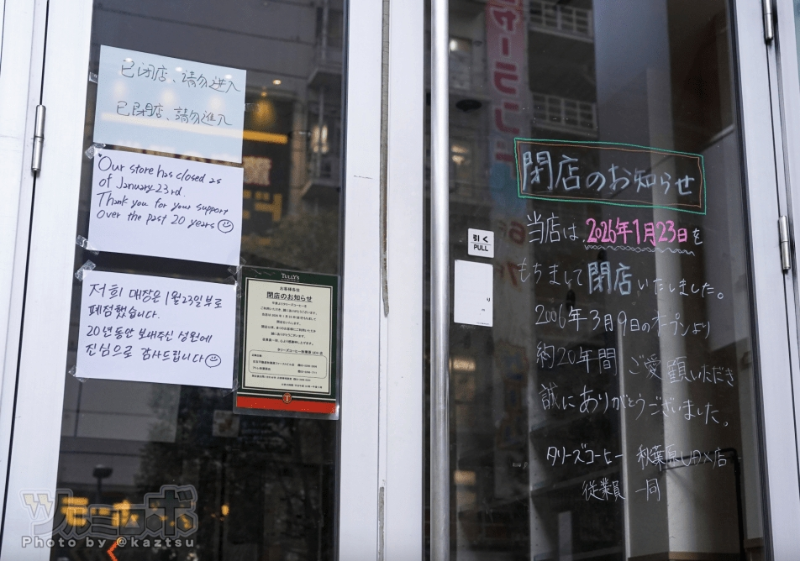 已闭店、请勿进入
已閉店、請勿進入
"Our store has closed as
of January 23rd.
Thank you for your support
over the past 20 years
저희 매장은 1월23일부로
폐점했습니다.
20년동안 보내주신 성원에
진심으로 감사드립니다
TULLY'S
閉店のお知らせ
引く
PULL
閉店のお知らせ
当店は、2026年1月23日を
もちまして閉店いたしました。
2006年3月9日のオープンより
約20年間 ご愛顧いただき
誠にありがとうございました。
タリーズコーヒー 秋葉原UDX店
従業員一同
ツカミロボ
Photo by @kaztsu